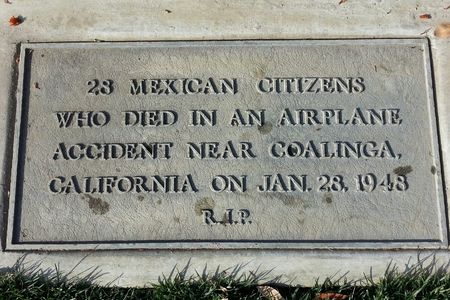 28 MEXICAN CITIZENS
WHO DIED IN AN AIRPLANE
ACCIDENT NEAR COALINGA,
CALIFORNIA ON JAN. 28, 1948
R.I.P.